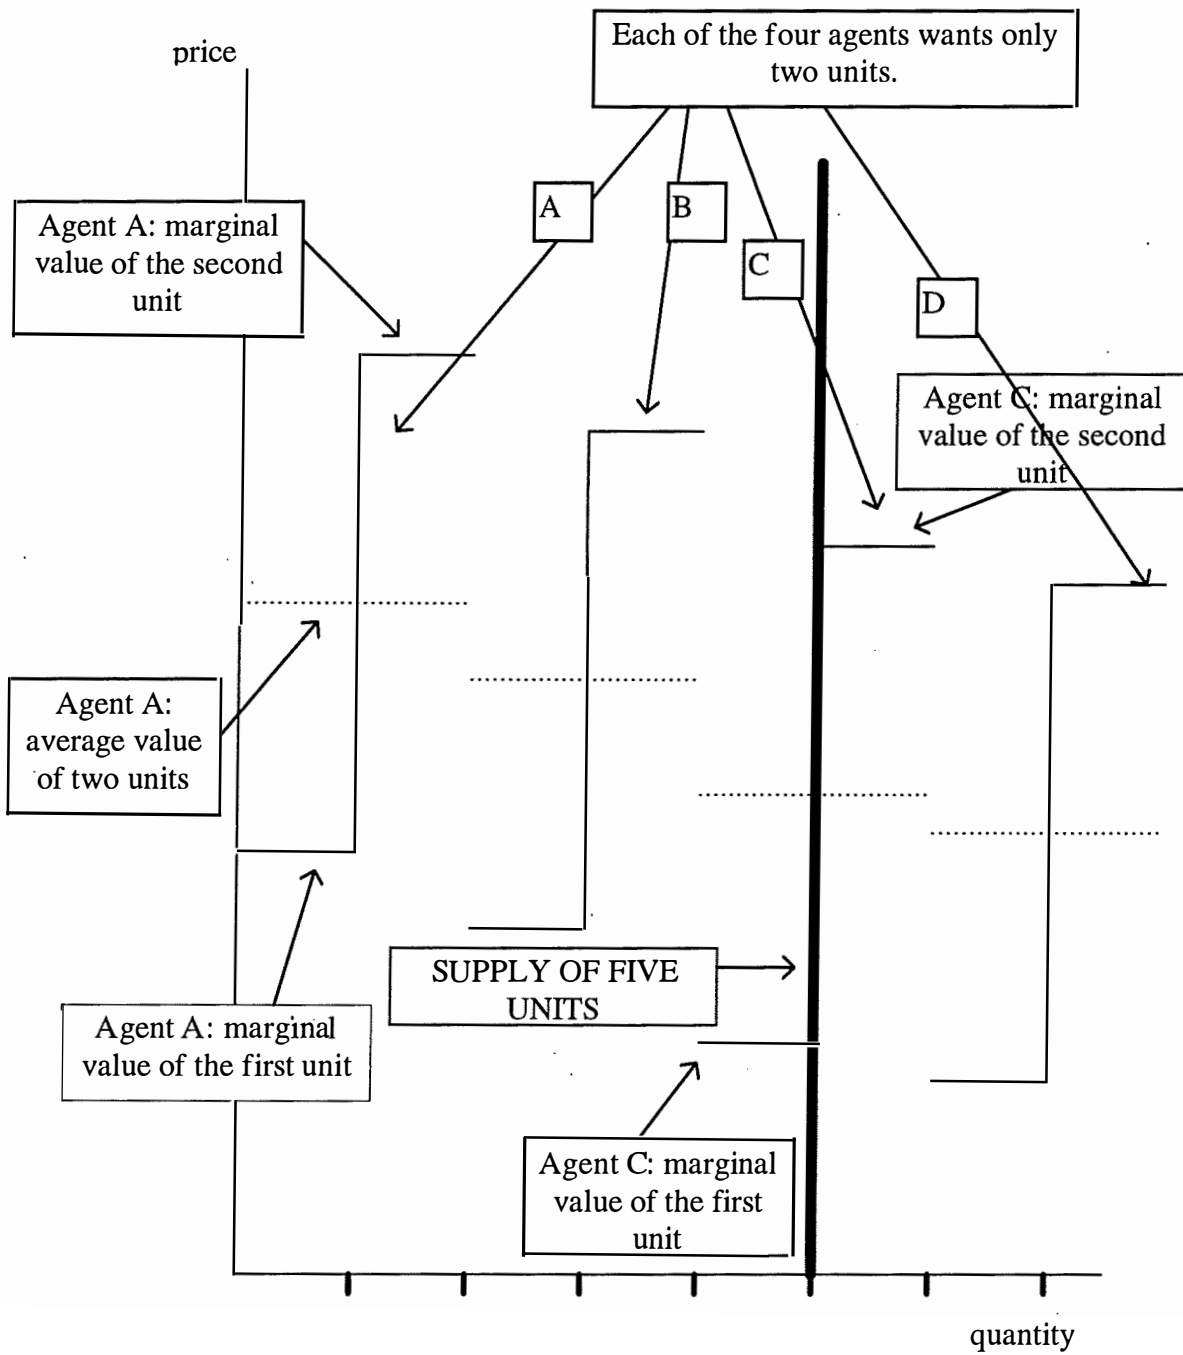 Each of the four agents wants only
two units.
price
A
B
C
D
Agent A: marginal
value of the second
unit
Agent C: marginal
value of the second
unit
Agent A:
average value
of two units
SUPPLY OF FIVE
UNITS
Agent A: marginal
value of the first unit
Agent C: marginal
value of the first
unit
quantity